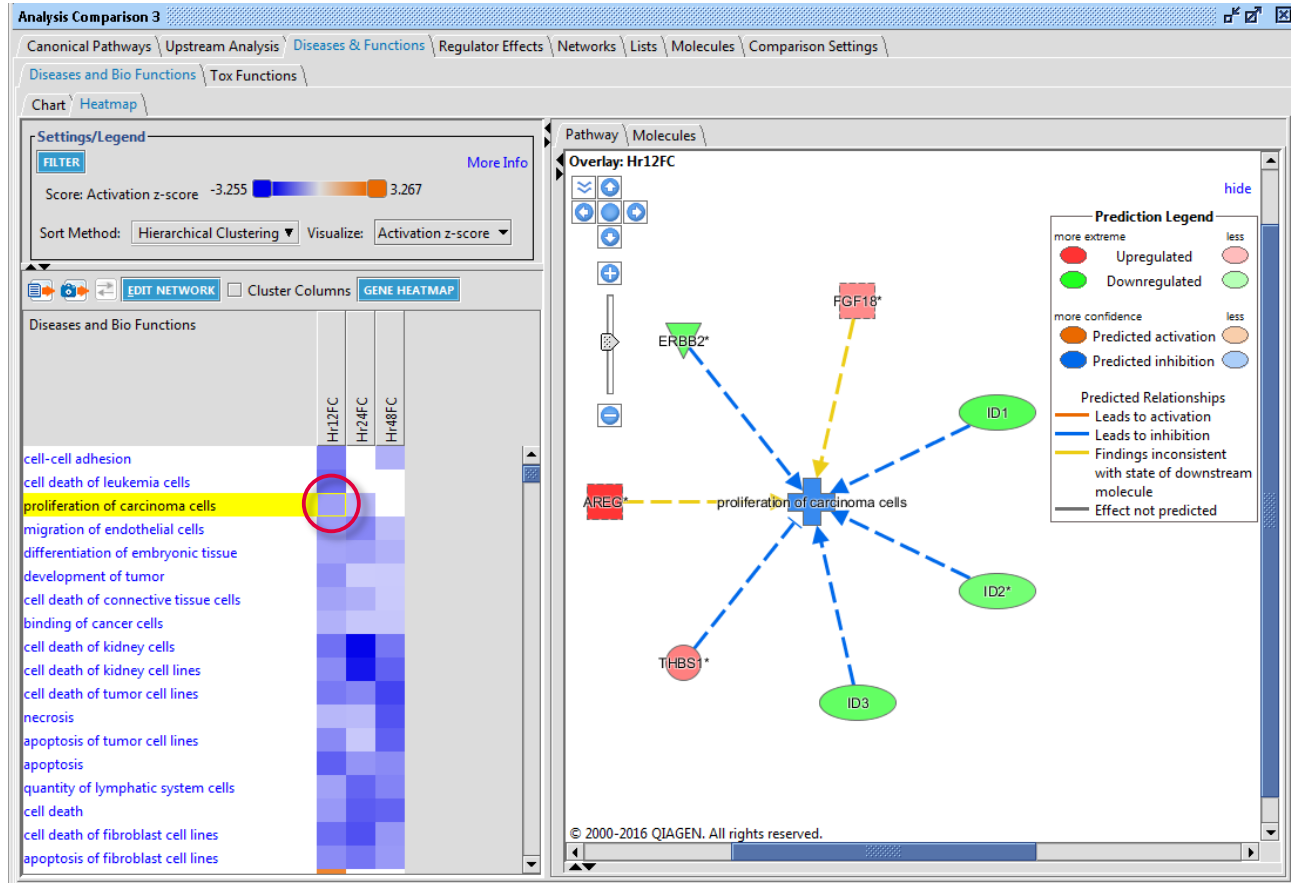 Analysis Comparison 3
Canonical Pathways Upstream Analysis Diseases & Functions Regulator Effects Networks Lists Molecules Comparison Settings
Diseases and Bio Functions Tox Functions
Chart Heatmap
Settings/Legend
FILTER More Info
Score: Activation z-score -3.255 3.267
Sort Method: Hierarchical Clustering Visualize: Activation z-score
EDIT NETWORK Cluster Columns GENE HEATMAP
Diseases and Bio Functions
Hr12FC
Hr24FC
Hr48FC
cell-cell adhesion
cell death of leukemia cells
proliferation of carcinoma cells
migration of endothelial cells
differentiation of embryonic tissue
development of tumor
cell death of connective tissue cells
binding of cancer cells
cell death of kidney cells
cell death of kidney cell lines
cell death of tumor cell lines
necrosis
apoptosis of tumor cell lines
apoptosis
quantity of lymphatic system cells
cell death
cell death of fibroblast cell lines
apoptosis of fibroblast cell lines
Pathway Molecules
Overlay: Hr12FC
hide
Prediction Legend
more extreme less
Upregulated
Downregulated
more confidence less
Predicted activation
Predicted inhibition
Predicted Relationships
Leads to activation
Leads to inhibition
Findings inconsistent
with state of downstream
molecule
Effect not predicted
FGF18*
ERBB2*
ID1
AREG*
proliferation of carcinoma cells
ID2*
THBS1*
ID3
© 2000-2016 QIAGEN. All rights reserved.